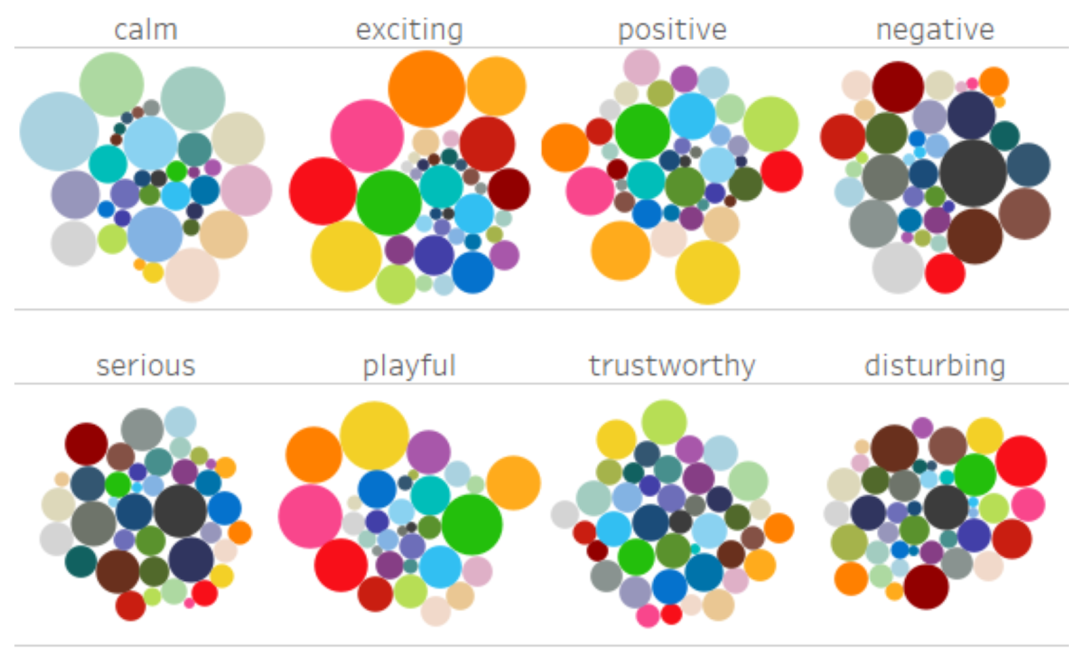 calm exciting positive negative
serious playful trustworthy disturbing